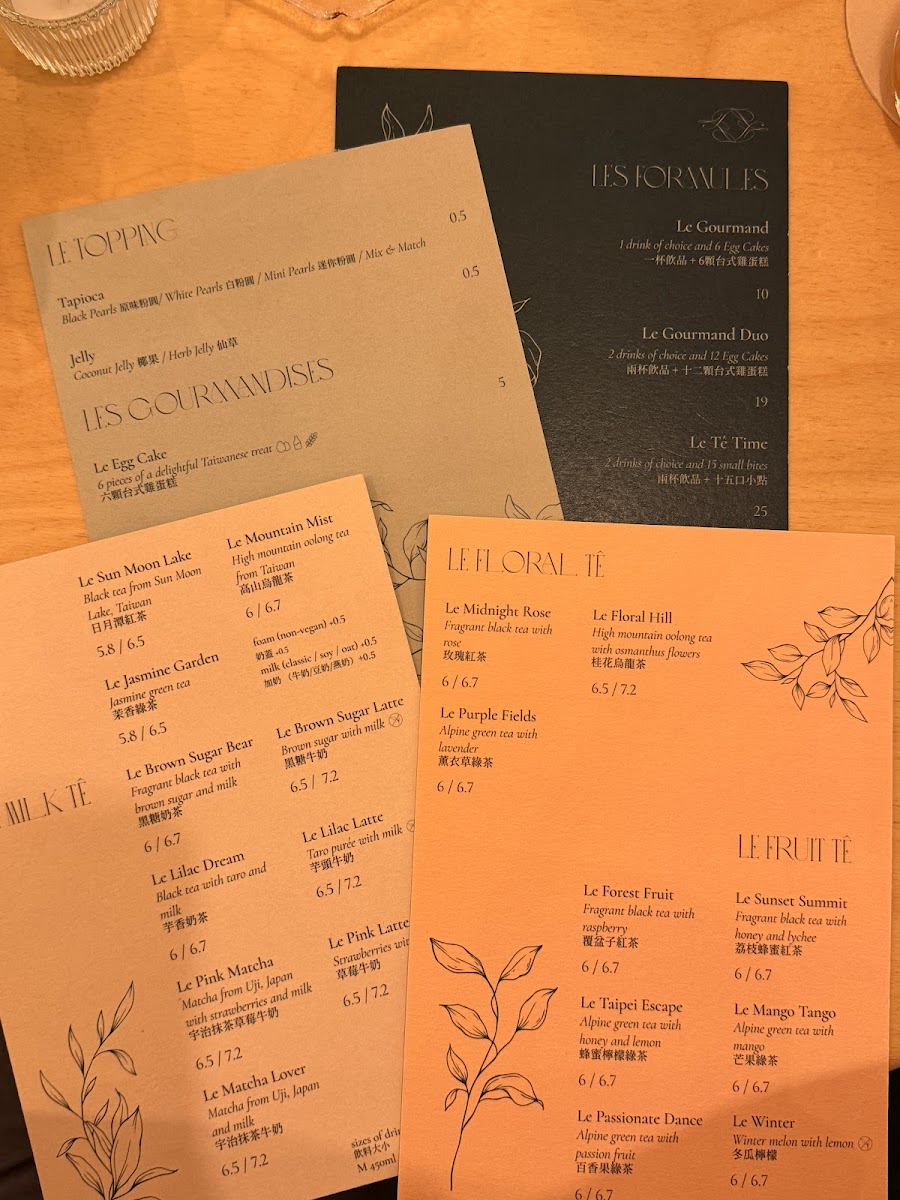 LE TOPPING
0.5
Tapioca
Black Pearls 原味粉圓/ White Pearls 白粉圓 / Mini Pearls 迷你粉圓 / Mix & Match
0.5
Jelly
Coconut Jelly 椰果 / Herb Jelly 仙草
LES GOURMANDISES
5
Le Egg Cake
6 pieces of a delightful Taiwanese treat
六顆台式雞蛋糕
LES FORMULES
Le Gourmand
1 drink of choice and 6 Egg Cakes
一杯飲品 + 6顆台式雞蛋糕
10
Le Gourmand Duo
2 drinks of choice and 12 Egg Cakes
兩杯飲品 + 十二顆台式雞蛋糕
19
Le Tê Time
2 drinks of choice and 15 small bites
兩杯飲品 + 十五口小點
25
Le Sun Moon Lake
Black tea from Sun Moon
Lake, Taiwan
日月潭紅茶
5.8 / 6.5
Le Mountain Mist
High mountain oolong tea
from Taiwan
高山烏龍茶
6 / 6.7
Le Jasmine Garden
Jasmine green tea
茉香綠茶
5.8 / 6.5
foam (non-vegan) +0.5
奶蓋 +0.5
milk (classic / soy / oat) +0.5
加奶 （牛奶/豆奶/燕奶）+0.5
MILK TÊ
Le Brown Sugar Bear
Fragrant black tea with
brown sugar and milk
黑糖奶茶
6 / 6.7
Le Brown Sugar Latte
Brown sugar with milk
黑糖牛奶
6.5 / 7.2
Le Lilac Dream
Black tea with taro and
milk
芋香奶茶
6 / 6.7
Le Lilac Latte
Taro purée with milk
芋頭牛奶
6.5 / 7.2
Le Pink Matcha
Matcha from Uji, Japan
with strawberries and milk
宇治抹茶草莓牛奶
6.5 / 7.2
Le Pink Latte
Strawberries
草莓牛奶
6.5 / 7.2
Le Matcha Lover
Matcha from Uji, Japan
and milk
宇治抹茶牛奶
6.5 / 7.2
sizes of
飲料大小
M 450ml
LE FLORAL TÊ
Le Midnight Rose
Fragrant black tea with
rose
玫瑰紅茶
6 / 6.7
Le Floral Hill
High mountain oolong tea
with osmanthus flowers
桂花烏龍茶
6.5 / 7.2
Le Purple Fields
Alpine green tea with
lavender
薰衣草綠茶
6 / 6.7
LE FRUIT TÊ
Le Forest Fruit
Fragrant black tea with
raspberry
覆盆子紅茶
6 / 6.7
Le Sunset Summit
Fragrant black tea with
honey and lychee
荔枝蜂蜜紅茶
6 / 6.7
Le Taipei Escape
Alpine green tea with
honey and lemon
蜂蜜檸檬綠茶
6 / 6.7
Le Mango Tango
Alpine green tea with
mango
芒果綠茶
6 / 6.7
Le Passionate Dance
Alpine green tea with
passion fruit
百香果綠茶
6 / 6.7
Le Winter
Winter melon with lemon
冬瓜檸檬
6 / 6.7